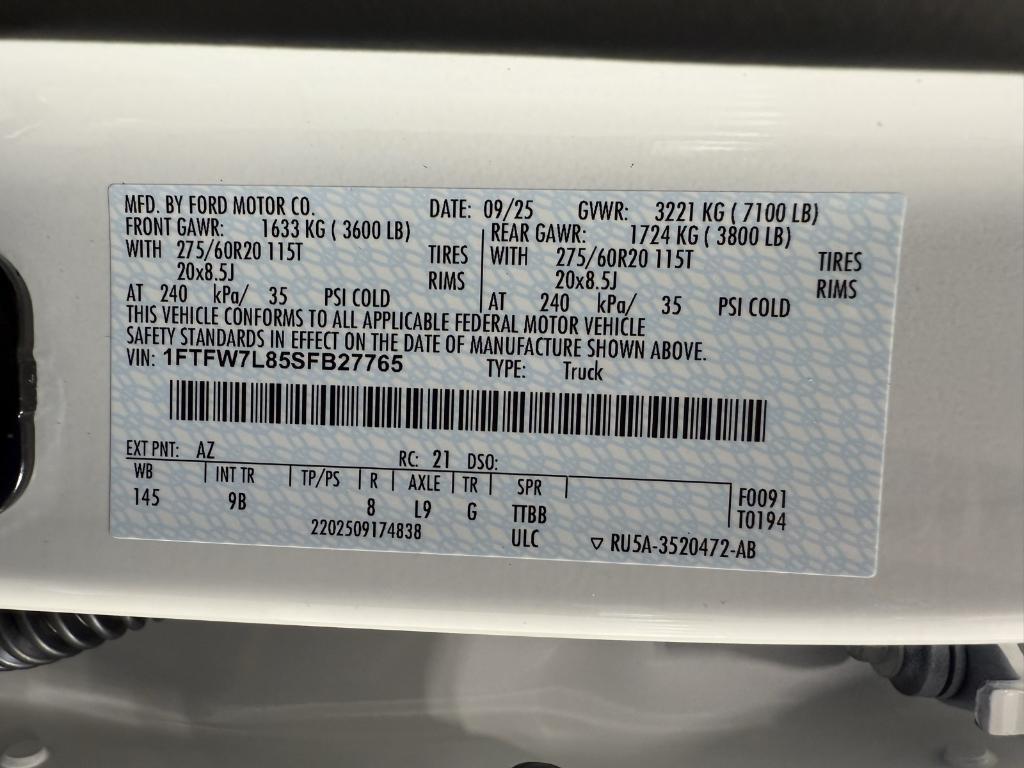 MFD. BY FORD MOTOR CO. DATE: 09/25 GVWR: 3221 KG ( 7100 LB)
FRONT GAWR: 1633 KG ( 3600 LB) REAR GAWR: 1724 KG ( 3800 LB)
WITH 275/60R20 115T TIRES WITH 275/60R20 115T TIRES
20x8.5J RIMS 20x8.5J RIMS
AT 240 kPa/ 35 PSI COLD AT 240 kPa/ 35 PSI COLD
THIS VEHICLE CONFORMS TO ALL APPLICABLE FEDERAL MOTOR VEHICLE
SAFETY STANDARDS IN EFFECT ON THE DATE OF MANUFACTURE SHOWN ABOVE.
VIN: 1FTFW7L85SFB27765 TYPE: Truck
EXT PNT: AZ RC: 21 DSO:
WB INT TR TP/PS R AXLE TR SPR F0091
145 9B 8 L9 G TTBB T0194
2202509174838 ULC ▽ RU5A-3520472-AB